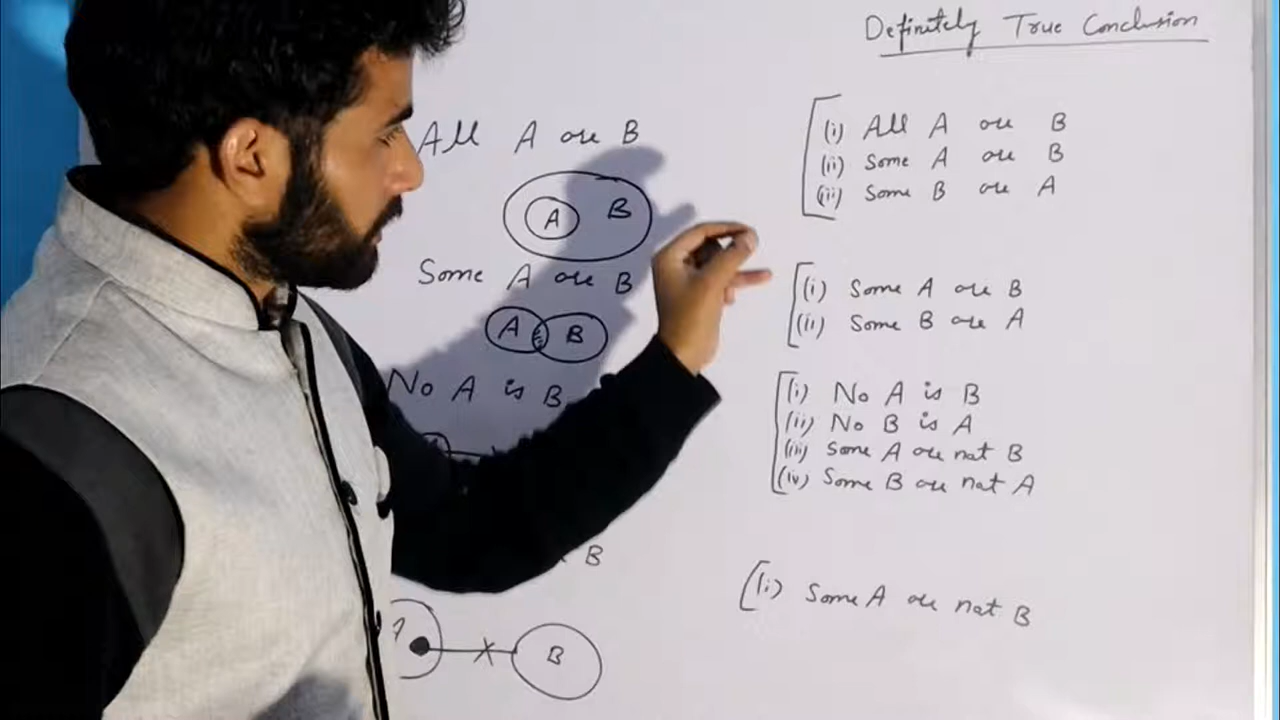 Definitely True Conclusion
All A are B
A B
Some A are B
A B
No A is B
B
A B
(i) All A are B
(ii) Some A are B
(iii) Some B are A
(i) Some A are B
(ii) Some B are A
(i) No A is B
(ii) No B is A
(iii) Some A are not B
(iv) Some B are not A
(i) Some A are not B